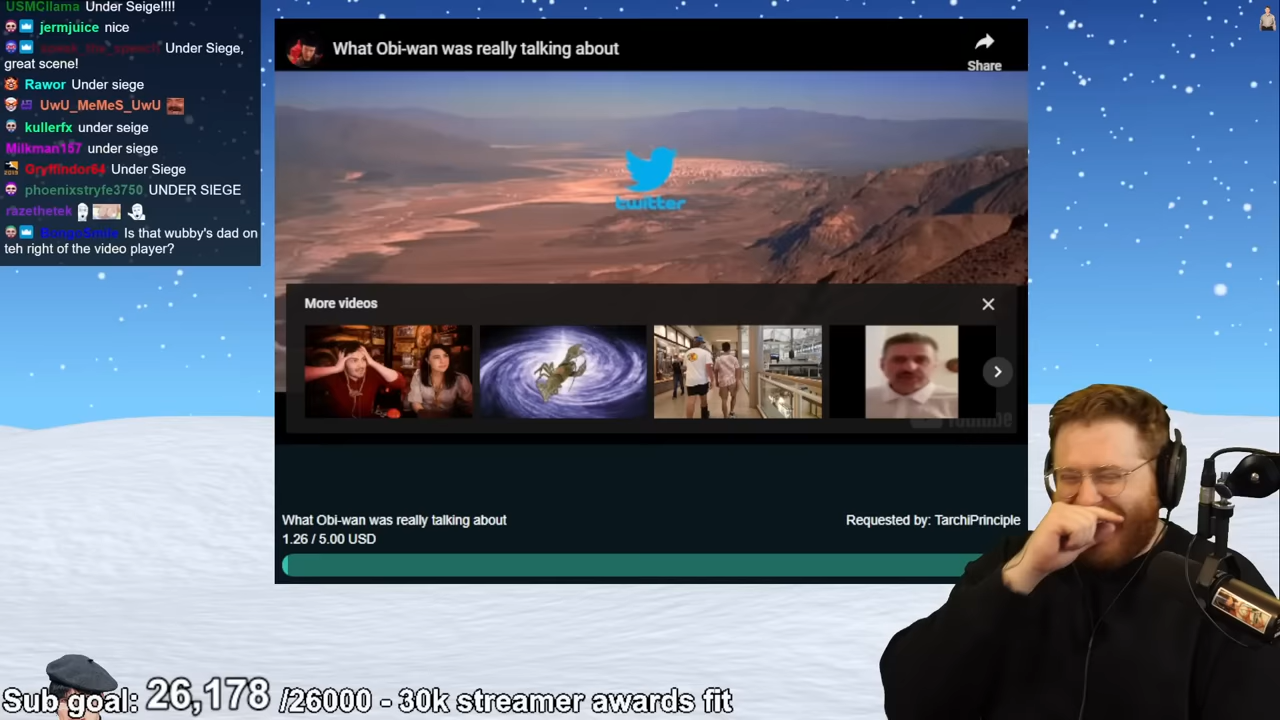 USMCllama Under Seige!!!!
jermjuice nice
Under Siege,
great scene!
Rawor Under siege
UwU_MeMeS_UwU
kullerfx under seige
Milkman157 under siege
Gryffindor64 Under Siege
phoenixstryfe3750 UNDER SIEGE
razethetek
BongoSmile Is that wubby's dad on
teh right of the video player?
What Obi-wan was really talking about
Share
twitter
More videos
YouTube
What Obi-wan was really talking about
Requested by: TarchiPrinciple
1.26 / 5.00 USD
Sub goal: 26,178 /26000 - 30k streamer awards fit